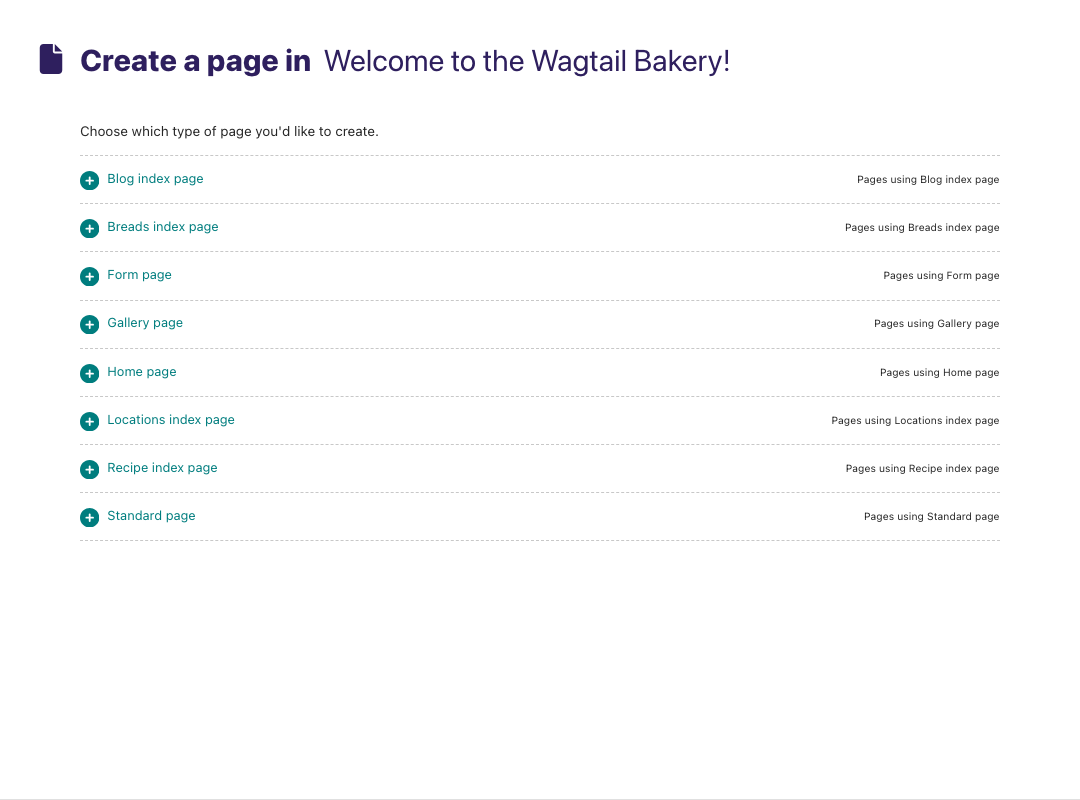 Create a page in Welcome to the Wagtail Bakery!
Choose which type of page you'd like to create.
Blog index page Pages using Blog index page
Breads index page Pages using Breads index page
Form page Pages using Form page
Gallery page Pages using Gallery page
Home page Pages using Home page
Locations index page Pages using Locations index page
Recipe index page Pages using Recipe index page
Standard page Pages using Standard page